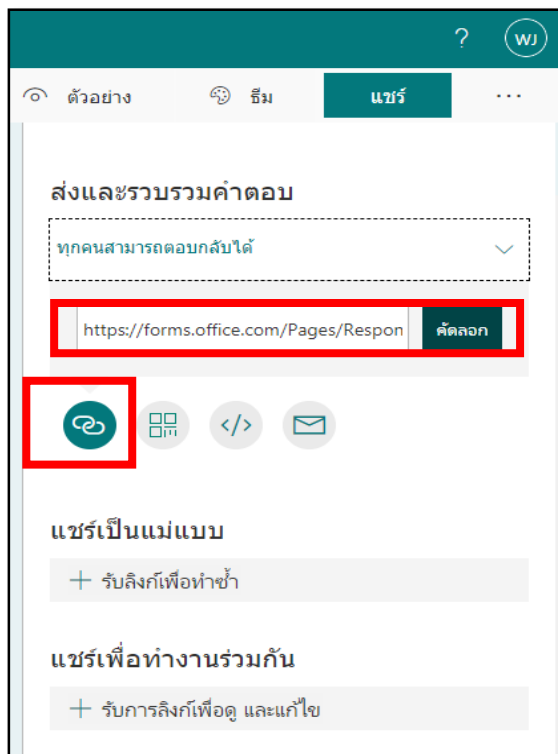 ? WJ
ตัวอย่าง ธีม แชร์ ...
ส่งและรวบรวมคำตอบ
ทุกคนสามารถตอบกลับได้
https://forms.office.com/Pages/Respon คัดลอก
</>
แชร์เป็นแม่แบบ
+ รับลิงก์เพื่อทำซ้ำ
แชร์เพื่อทำงานร่วมกัน
+ รับการลิงก์เพื่อดู และแก้ไข